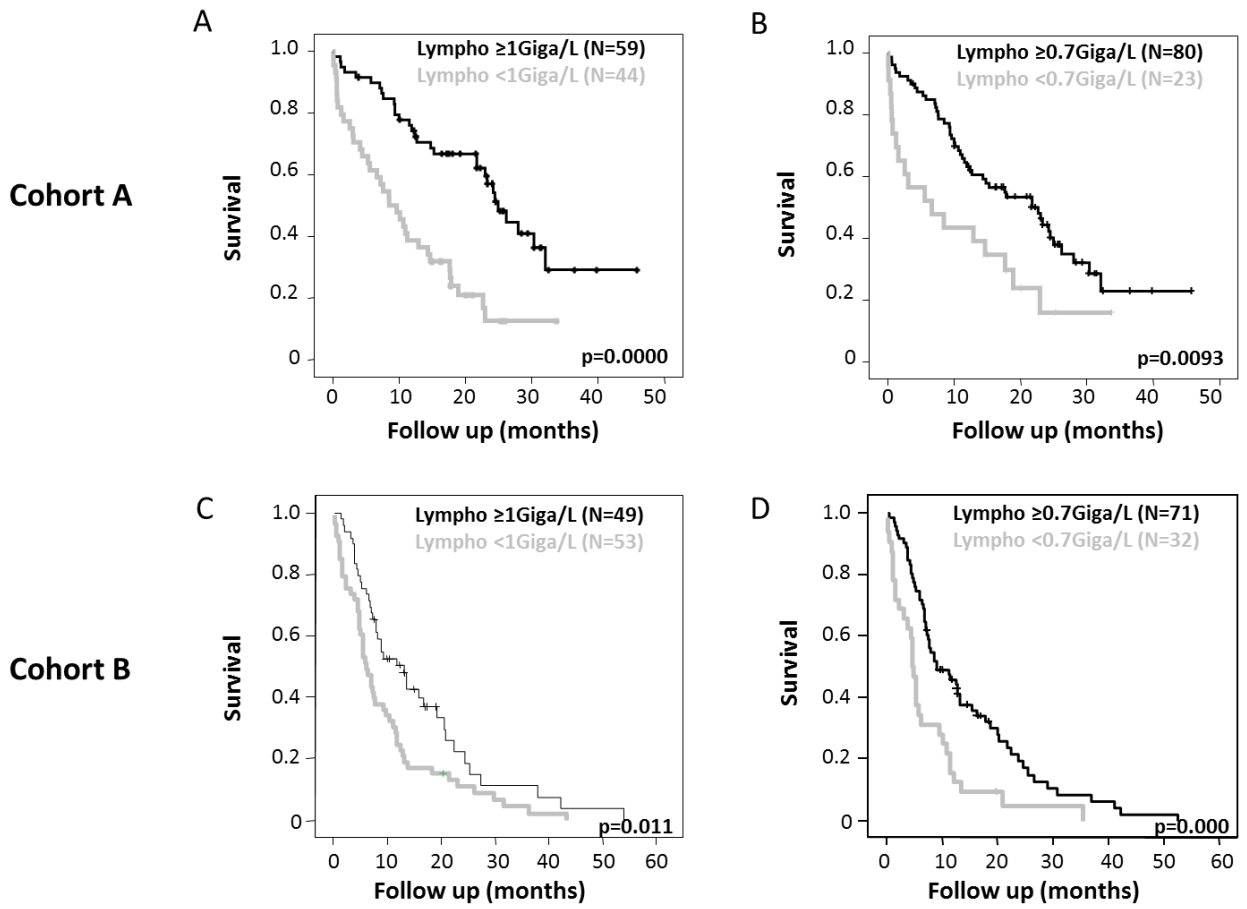 A
Lympho ≥1Giga/L (N=59)
Lympho <1Giga/L (N=44)
1.0
0.8
0.6
0.4
0.2
0
Survival
p=0.0000
0 10 20 30 40 50
Follow up (months)
B
Lympho ≥0.7Giga/L (N=80)
Lympho <0.7Giga/L (N=23)
1.0
0.8
0.6
0.4
0.2
0
Survival
p=0.0093
0 10 20 30 40 50
Follow up (months)
Cohort A
C
Lympho ≥1Giga/L (N=49)
Lympho <1Giga/L (N=53)
1.0
0.8
0.6
0.4
0.2
0
Survival
p=0.011
0 10 20 30 40 50 60
Follow up (months)
D
Lympho ≥0.7Giga/L (N=71)
Lympho <0.7Giga/L (N=32)
1.0
0.8
0.6
0.4
0.2
0
Survival
p=0.000
0 10 20 30 40 50 60
Follow up (months)
Cohort B